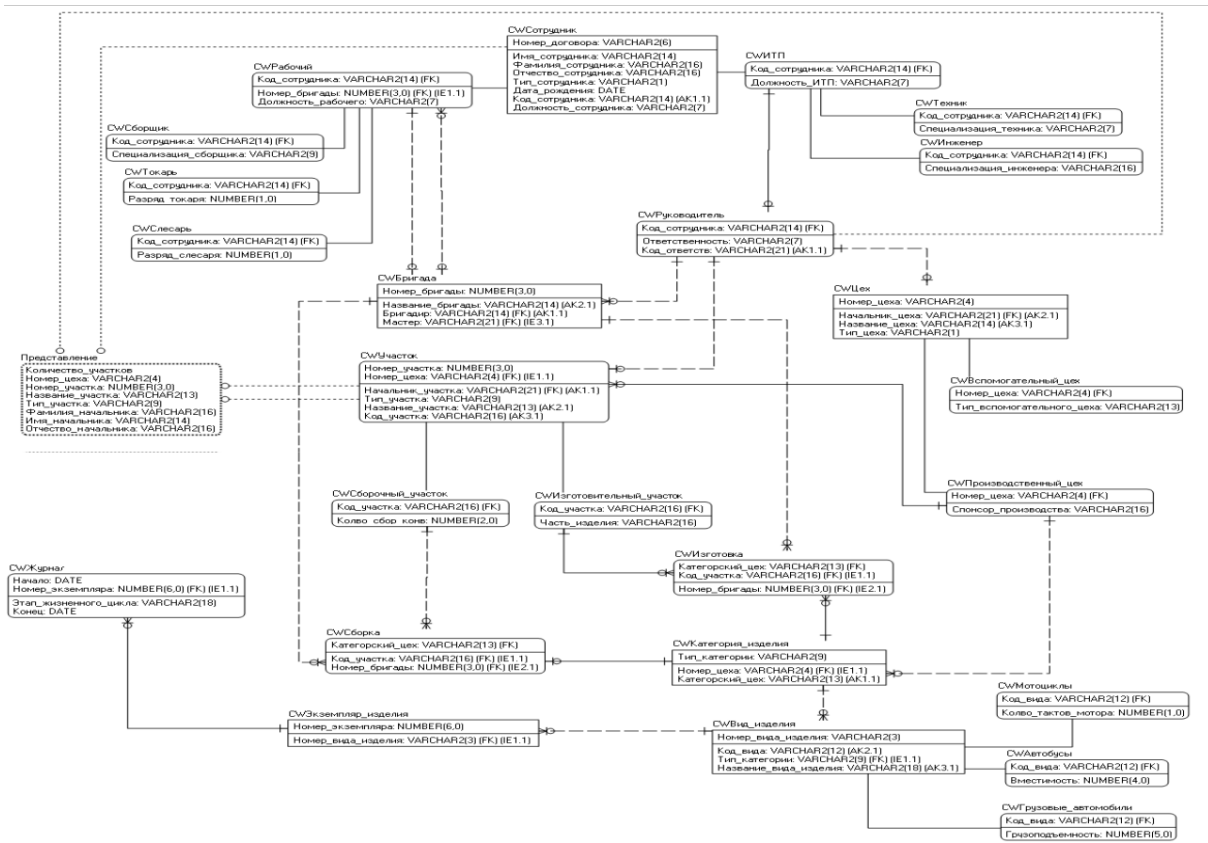 CWСотрудник
Номер_договора: VARCHAR2(6)
Имя_сотрудника: VARCHAR2(14)
Фамилия_сотрудника: VARCHAR2(16)
Отчество_сотрудника: VARCHAR2(16)
Тип_сотрудника: VARCHAR2(1)
Дата_рождения: DATE
Код_сотрудника: VARCHAR2(14) (AK1.1)
Должность_сотрудника: VARCHAR2(7)
CWРабочий
Код_сотрудника: VARCHAR2(14) (FK)
Номер_бригады: NUMBER(3,0) (FK) (IE1.1)
Должность_рабочего: VARCHAR2(7)
CWИТП
Код_сотрудника: VARCHAR2(14) (FK)
Должность_ИТП: VARCHAR2(7)
CWТехник
Код_сотрудника: VARCHAR2(14) (FK)
Специализация_техника: VARCHAR2(7)
CWИнженер
Код_сотрудника: VARCHAR2(14) (FK)
Специализация_инженера: VARCHAR2(16)
CWСборщик
Код_сотрудника: VARCHAR2(14) (FK)
Специализация_сборщика: VARCHAR2(9)
CWТокарь
Код_сотрудника: VARCHAR2(14) (FK)
Разряд_токаря: NUMBER(1,0)
CWСлесарь
Код_сотрудника: VARCHAR2(14) (FK)
Разряд_слесаря: NUMBER(1,0)
CWРуководитель
Код_сотрудника: VARCHAR2(14) (FK)
Ответственность: VARCHAR2(7)
Код_ответств: VARCHAR2(21) (AK1.1)
CWБригада
Номер_бригады: NUMBER(3,0)
Название_бригады: VARCHAR2(14) (AK2.1)
Бригадир: VARCHAR2(14) (FK) (AK1.1)
Мастер: VARCHAR2(21) (FK) (IE3.1)
CWЦех
Номер_цеха: VARCHAR2(4)
Начальник_цеха: VARCHAR2(21) (FK) (AK2.1)
Название_цеха: VARCHAR2(14) (AK3.1)
Тип_цеха: VARCHAR2(1)
Представление
Количество_участков
Номер_цеха: VARCHAR2(4)
Номер_участка: NUMBER(3,0)
Название_участка: VARCHAR2(13)
Тип_участка: VARCHAR2(9)
Фамилия_начальника: VARCHAR2(16)
Имя_начальника: VARCHAR2(14)
Отчество_начальника: VARCHAR2(16)
CWУчасток
Номер_участка: NUMBER(3,0)
Номер_цеха: VARCHAR2(4) (FK) (IE1.1)
Начальник_участка: VARCHAR2(21) (FK) (AK1.1)
Тип_участка: VARCHAR2(9)
Название_участка: VARCHAR2(13) (AK2.1)
Код_участка: VARCHAR2(16) (AK3.1)
CWВспомогательный_цех
Номер_цеха: VARCHAR2(4) (FK)
Тип_вспомогательного_цеха: VARCHAR2(13)
CWПроизводственный_цех
Номер_цеха: VARCHAR2(4) (FK)
Спонсор_производства: VARCHAR2(16)
CWСборочный_участок
Код_участка: VARCHAR2(16) (FK)
Колво_сбор_конв: NUMBER(2,0)
CWИзготовительный_участок
Код_участка: VARCHAR2(16) (FK)
Часть_изделия: VARCHAR2(16)
CWИзготовка
Категорский_цех: VARCHAR2(13) (FK)
Код_участка: VARCHAR2(16) (FK) (IE1.1)
Номер_бригады: NUMBER(3,0) (FK) (IE2.1)
CWЖурнал
Начало: DATE
Номер_экземпляра: NUMBER(6,0) (FK) (IE1.1)
Этап_жизненного_цикла: VARCHAR2(18)
Конец: DATE
CWСборка
Категорский_цех: VARCHAR2(13) (FK)
Код_участка: VARCHAR2(16) (FK) (IE1.1)
Номер_бригады: NUMBER(3,0) (FK) (IE2.1)
CWКатегория_изделия
Тип_категории: VARCHAR2(9)
Номер_цеха: VARCHAR2(4) (FK) (IE1.1)
Категорский_цех: VARCHAR2(13) (AK1.1)
CWМотоциклы
Код_вида: VARCHAR2(12) (FK)
Колво_тактов_мотора: NUMBER(1,0)
CWЭкземпляр_изделия
Номер_экземпляра: NUMBER(6,0)
Номер_вида_изделия: VARCHAR2(3) (FK) (IE1.1)
CWВид_изделия
Номер_вида_изделия: VARCHAR2(3)
Код_вида: VARCHAR2(12) (AK2.1)
Тип_категории: VARCHAR2(9) (FK) (IE1.1)
Название_вида_изделия: VARCHAR2(18) (AK3.1)
CWАвтобусы
Код_вида: VARCHAR2(12) (FK)
Вместимость: NUMBER(4,0)
CWГрузовые_автомобили
Код_вида: VARCHAR2(12) (FK)
Грузоподъемность: NUMBER(5,0)